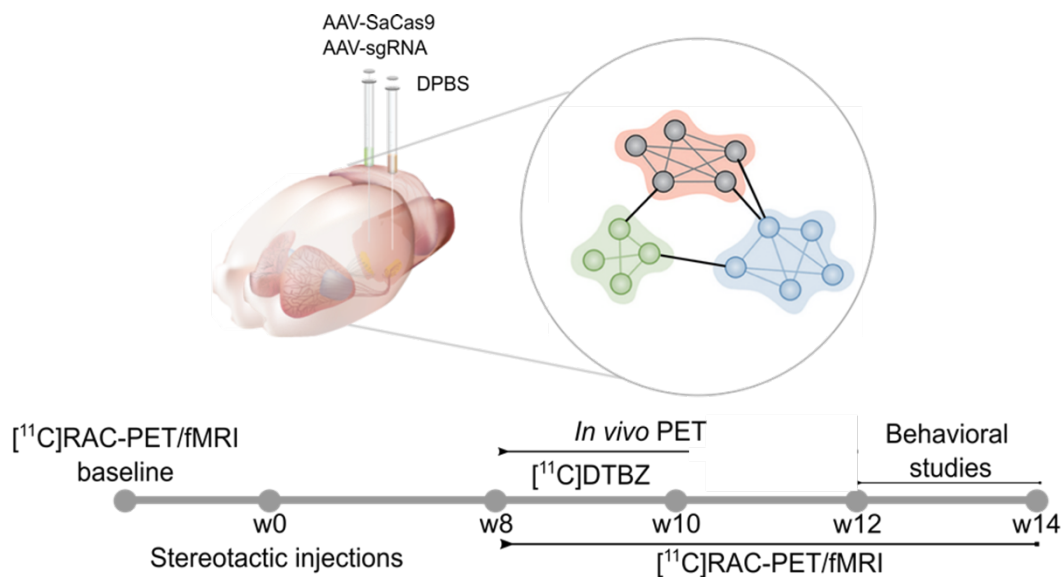 AAV-SaCas9
AAV-sgRNA
DPBS
[¹¹C]RAC-PET/fMRI
baseline
In vivo PET
[¹¹C]DTBZ
Behavioral
studies
w0
w8
w10
w12
w14
Stereotactic injections
[¹¹C]RAC-PET/fMRI